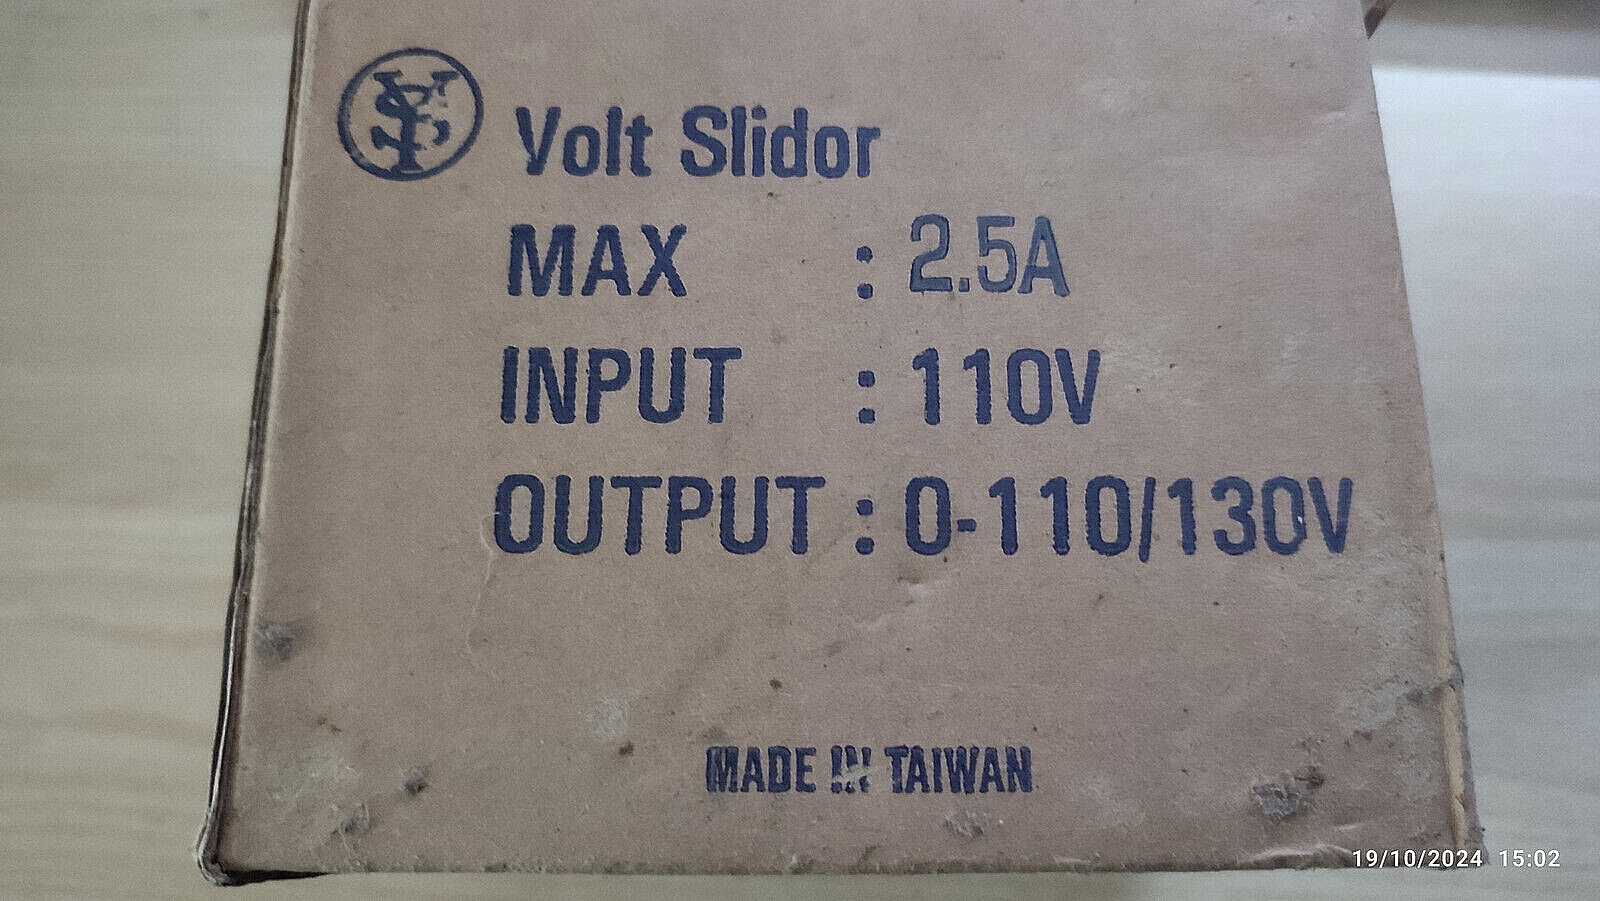 Volt Slidor
MAX : 2.5A
INPUT : 110V
OUTPUT : 0-110/130V
MADE IN TAIWAN
19/10/2024 15:02